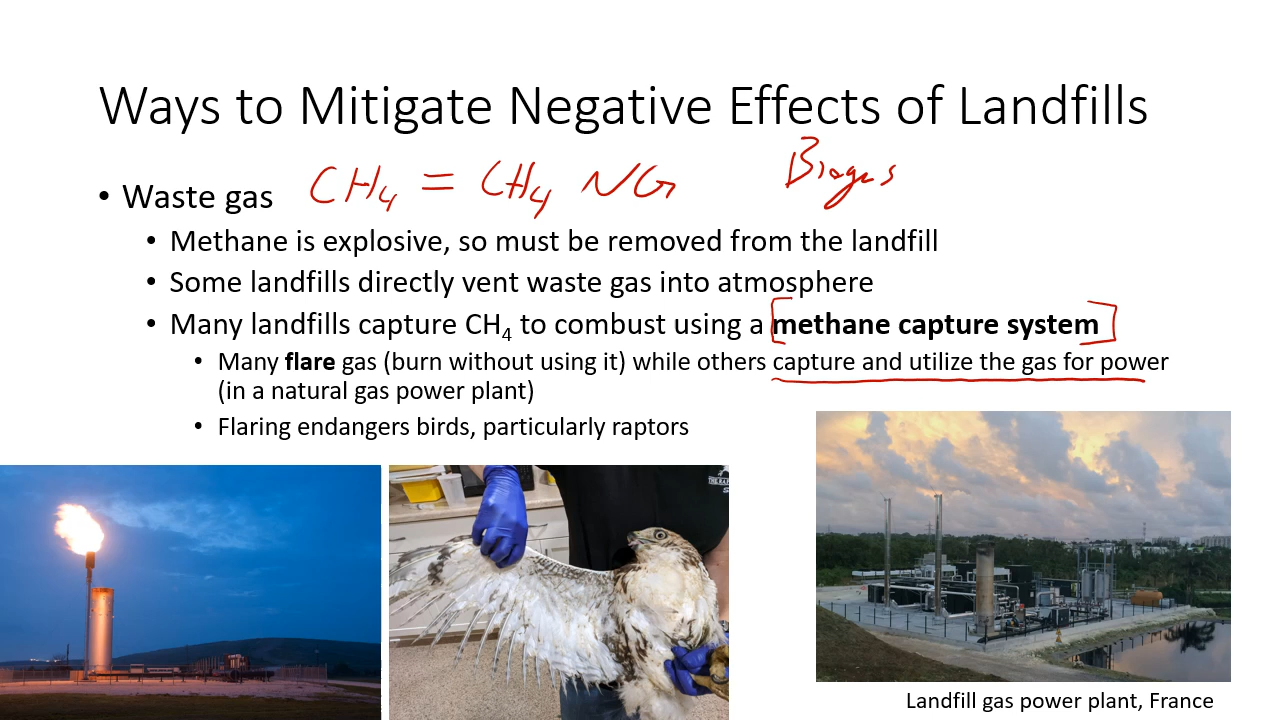 Ways to Mitigate Negative Effects of Landfills
CH4 = CH4 NG Biogas
• Waste gas
• Methane is explosive, so must be removed from the landfill
• Some landfills directly vent waste gas into atmosphere
• Many landfills capture CH4 to combust using a [methane capture system]
• Many flare gas (burn without using it) while others capture and utilize the gas for power
(in a natural gas power plant)
• Flaring endangers birds, particularly raptors
Landfill gas power plant, France